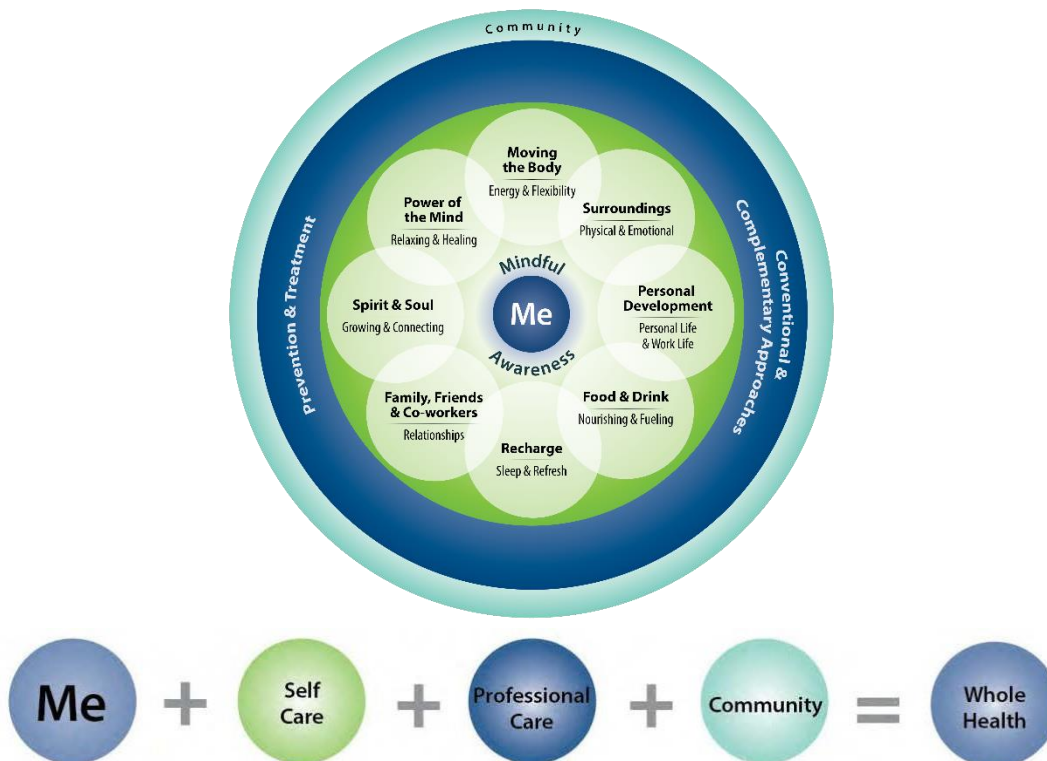 Community
Moving
the Body
Energy & Flexibility
Surroundings
Physical & Emotional
Personal
Development
Personal Life
& Work Life
Food & Drink
Nourishing & Fueling
Recharge
Sleep & Refresh
Family, Friends
& Co-workers
Relationships
Spirit & Soul
Growing & Connecting
Power of
the Mind
Relaxing & Healing
Mindful
Me
Awareness
Prevention & Treatment
Conventional &
Complementary Approaches
Me + Self Care + Professional Care + Community = Whole Health